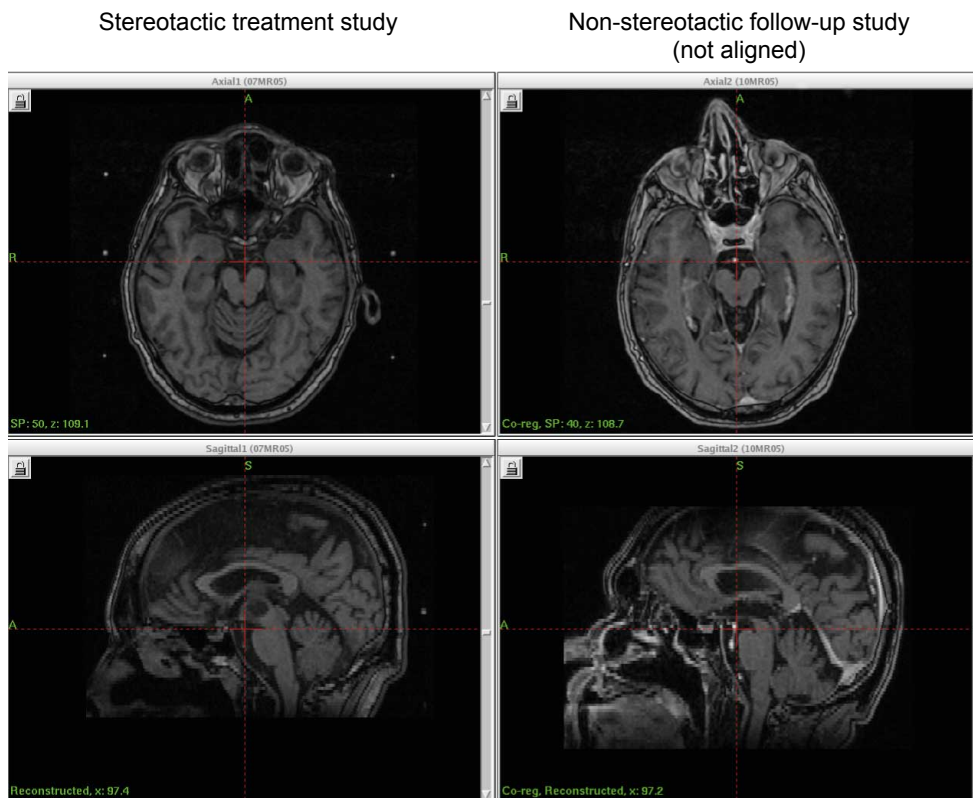 Stereotactic treatment study
Non-stereotactic follow-up study
(not aligned)
Axial1 (07MR05)
A
R
SP: 50, z: 109.1
Axial2 (10MR05)
A
R
Co-reg, SP: 40, z: 108.7
Sagittal1 (07MR05)
S
A
Reconstructed, x: 97.4
Sagittal2 (10MR05)
S
A
Co-reg, Reconstructed, x: 97.2